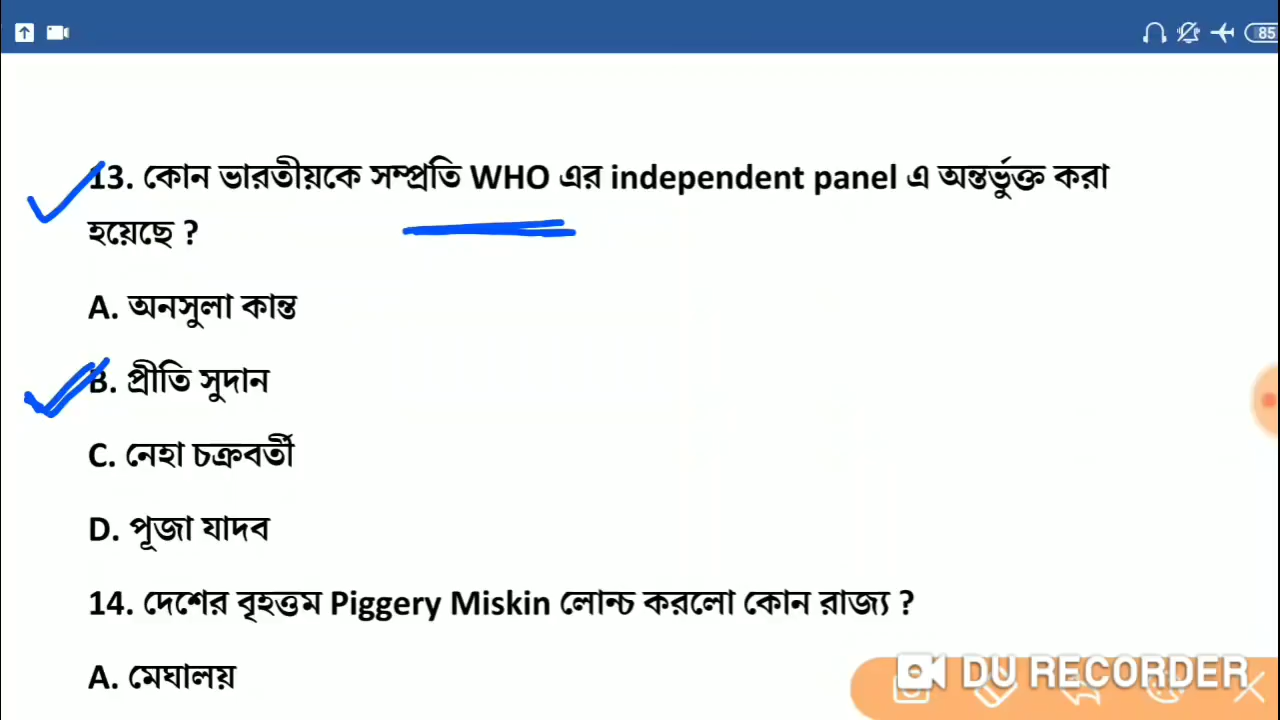 85
13. কোন ভারতীয়কে সম্প্রতি WHO এর independent panel এ অন্তর্ভুক্ত করা
হয়েছে ?
A. অনসুলা কান্ত
B. প্রীতি সুদান
C. নেহা চক্রবর্তী
D. পূজা যাদব
14. দেশের বৃহত্তম Piggery Miskin লোন্চ করলো কোন রাজ্য ?
A. মেঘালয়
DU RECORDER